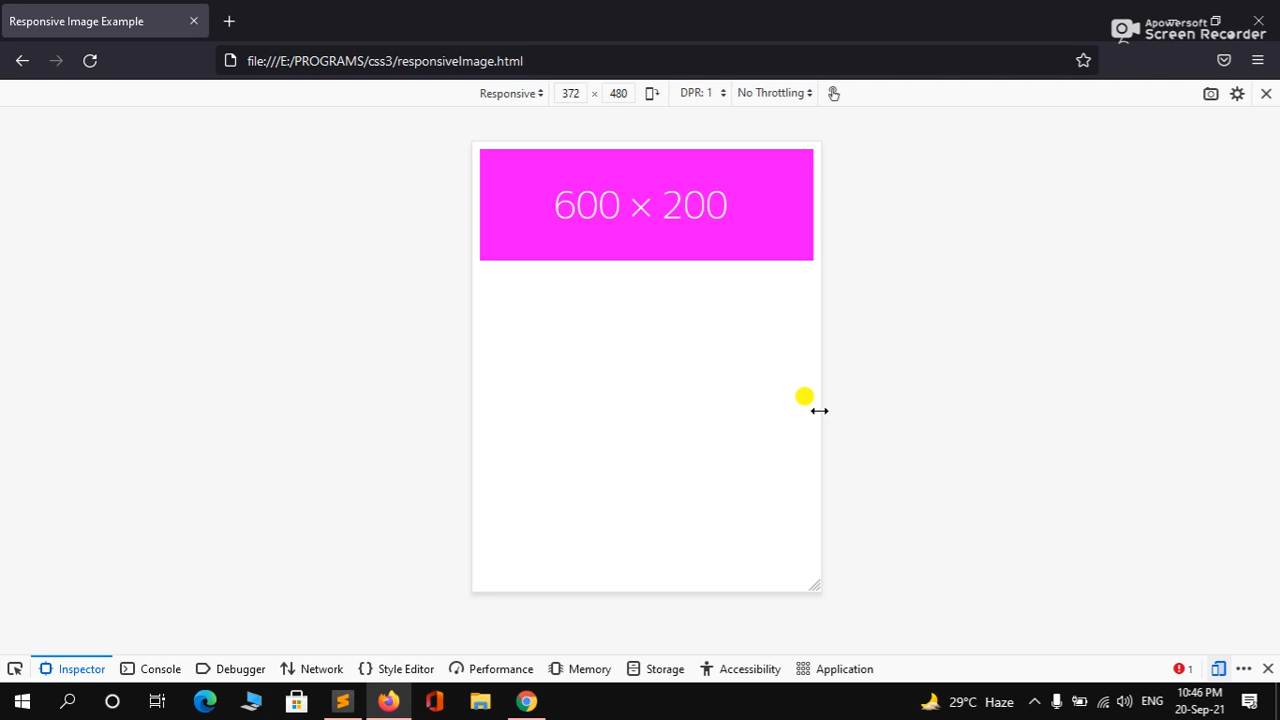 Responsive Image Example
Apowersoft
Screen Recorder
file:///E:/PROGRAMS/css3/responsiveImage.html
Responsive 372 × 480 DPR: 1 No Throttling
600 × 200
Inspector Console Debugger Network Style Editor Performance Memory Storage Accessibility Application 1
29°C Haze ENG 10:46 PM
20-Sep-21